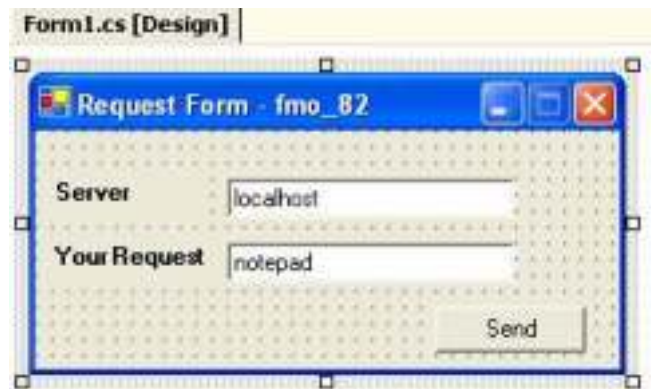 Form1.cs [Design]
Request Form - fmo_82
Server
localhost
Your Request
notepad
Send